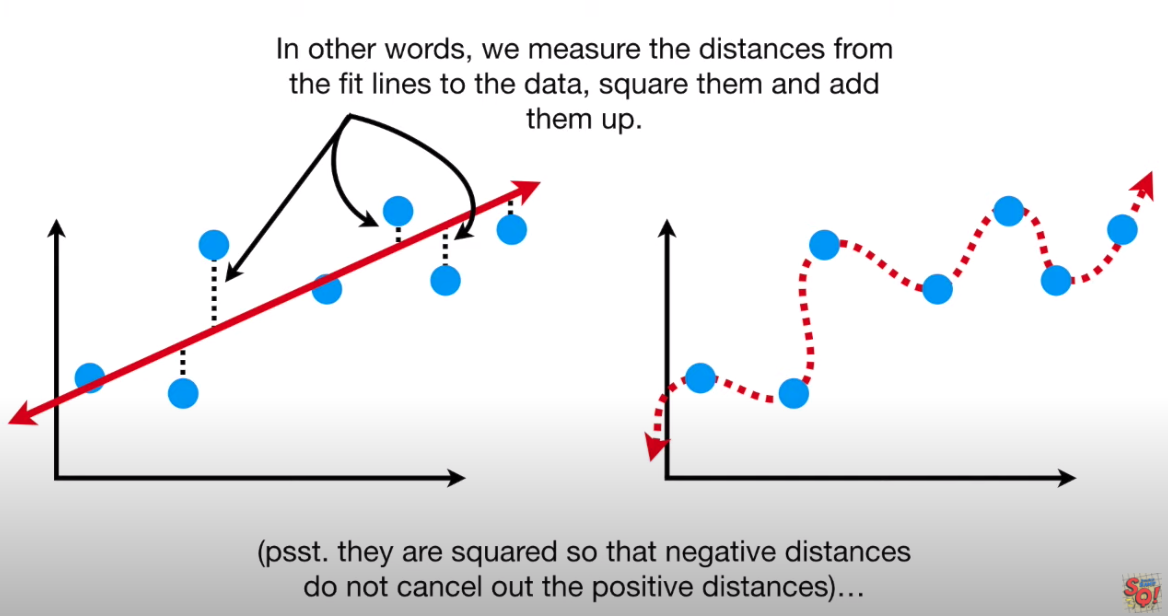 In other words, we measure the distances from
the fit lines to the data, square them and add
them up.
(psst. they are squared so that negative distances
do not cancel out the positive distances)…
SQ!